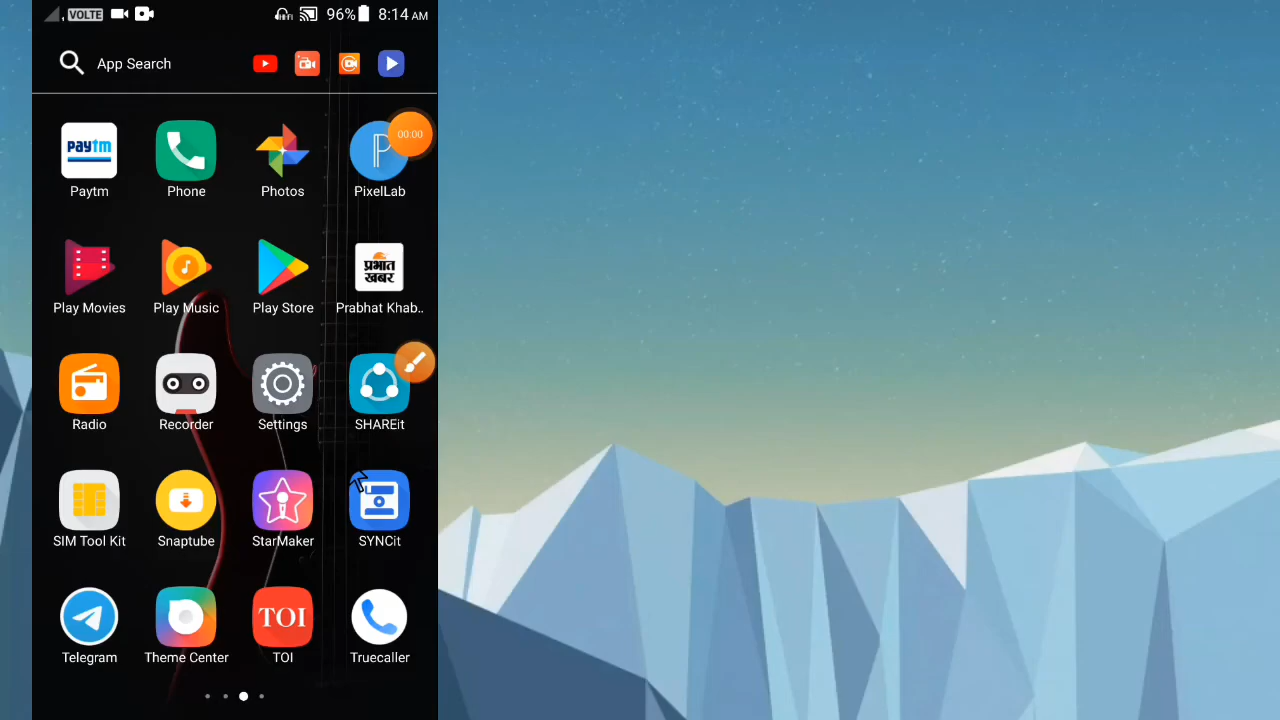 VOLTE 96% 8:14 AM
App Search
00:00
paytm
Paytm Phone Photos PixelLab
प्रभात
खबर
Play Movies Play Music Play Store Prabhat Khab..
Radio Recorder Settings SHAREit
SIM Tool Kit Snaptube StarMaker SYNCit
TOI
Telegram Theme Center TOI Truecaller